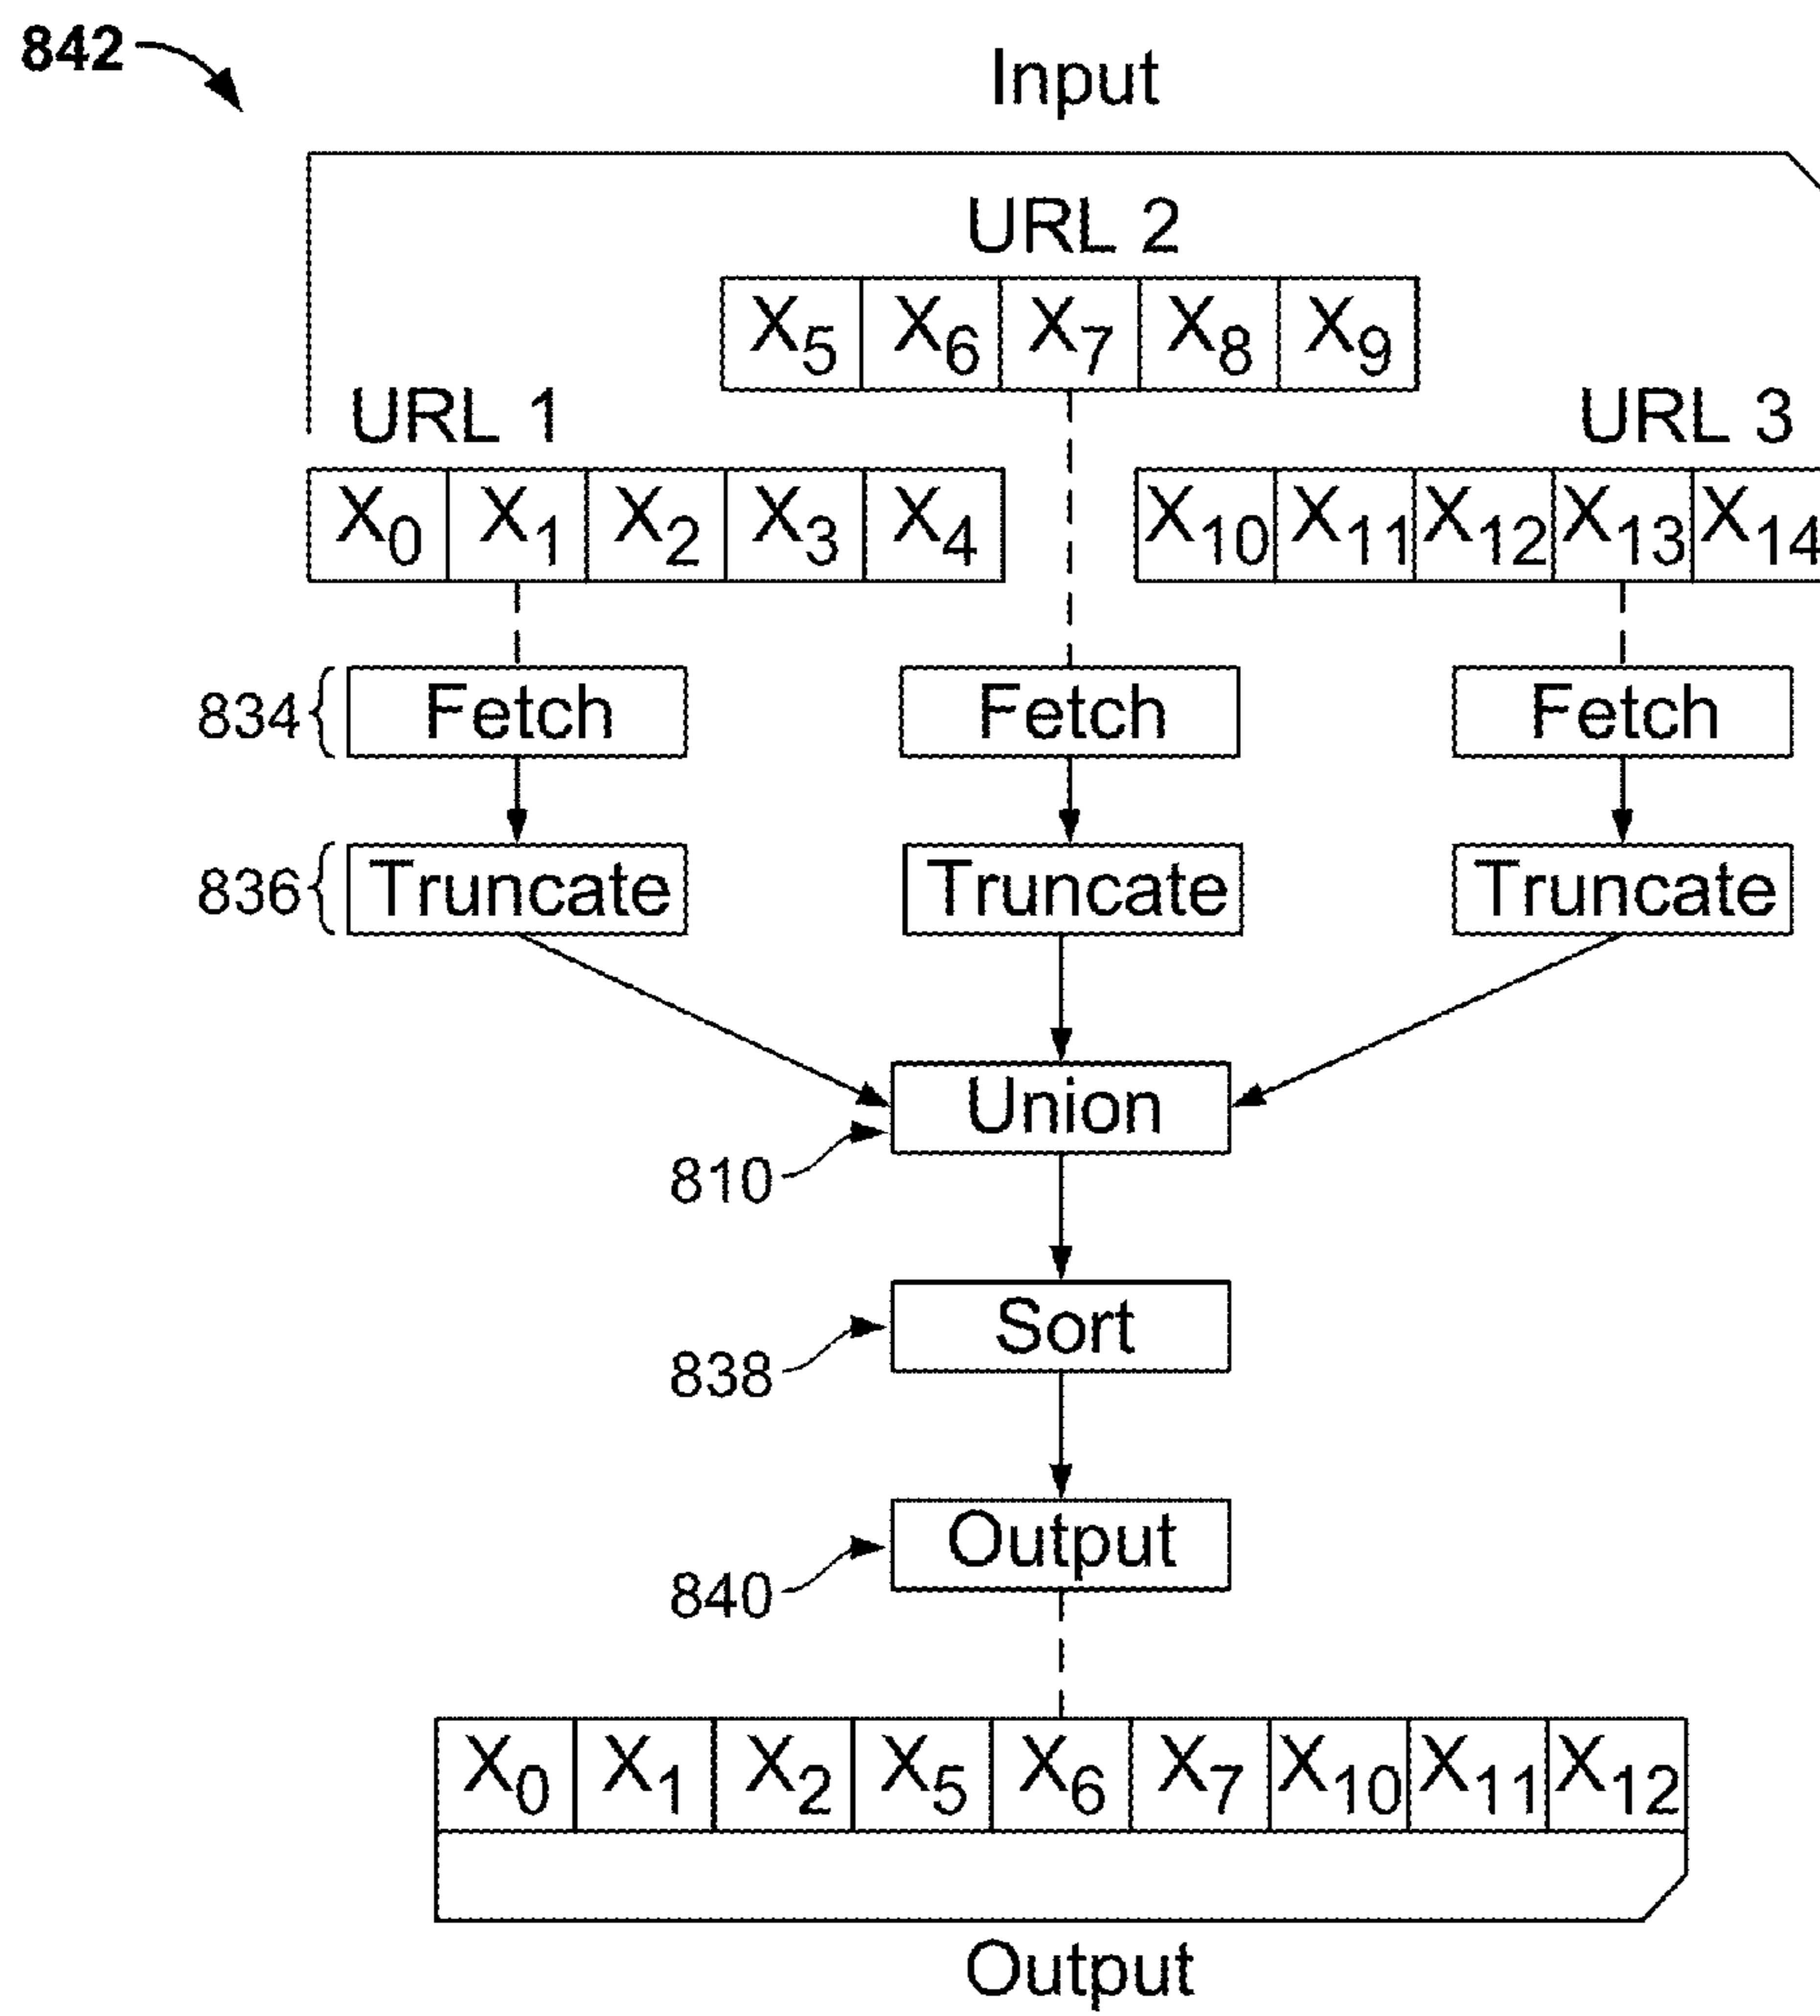 842
Input
URL 2
X5 X6 X7 X8 X9
URL 1 URL 3
X0 X1 X2 X3 X4 X10 X11 X12 X13 X14
834 Fetch Fetch Fetch
836 Truncate Truncate Truncate
Union
810
Sort
838
Output
840
X0 X1 X2 X5 X6 X7 X10 X11 X12
Output